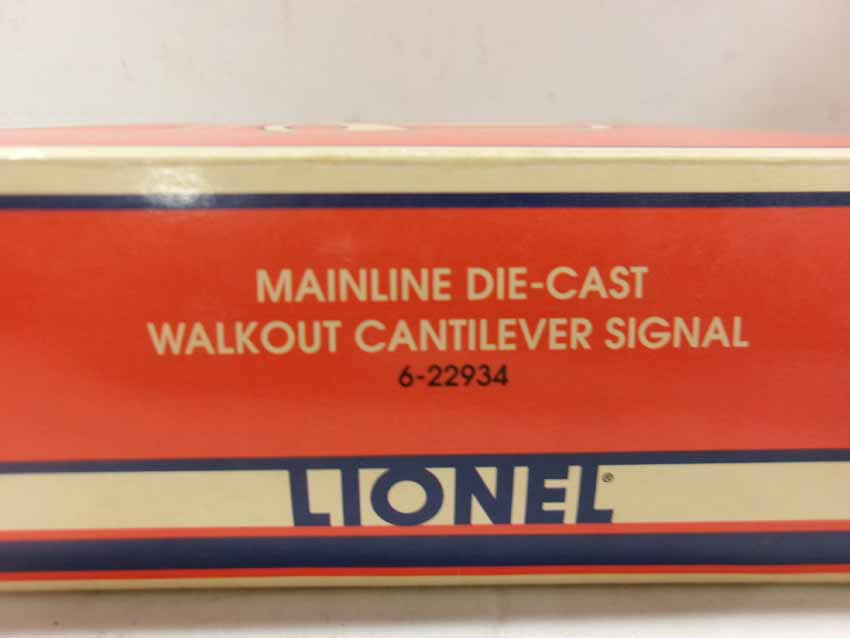 MAINLINE DIE-CAST
WALKOUT CANTILEVER SIGNAL
6-22934
LIONEL®